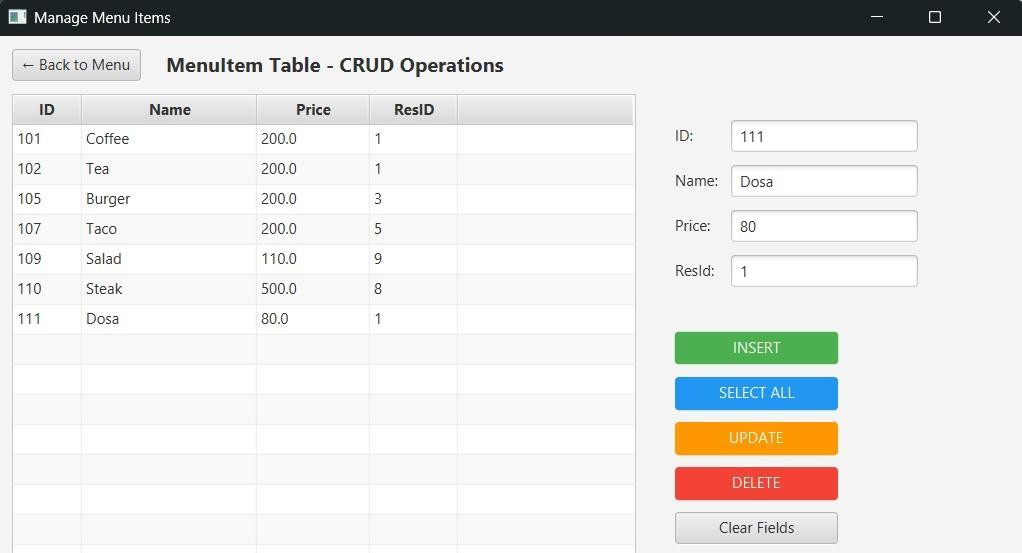 Manage Menu Items
← Back to Menu MenuItem Table - CRUD Operations
ID Name Price ResID
101 Coffee 200.0 1
102 Tea 200.0 1
105 Burger 200.0 3
107 Taco 200.0 5
109 Salad 110.0 9
110 Steak 500.0 8
111 Dosa 80.0 1
ID: 111
Name: Dosa
Price: 80
ResId: 1
INSERT
SELECT ALL
UPDATE
DELETE
Clear Fields